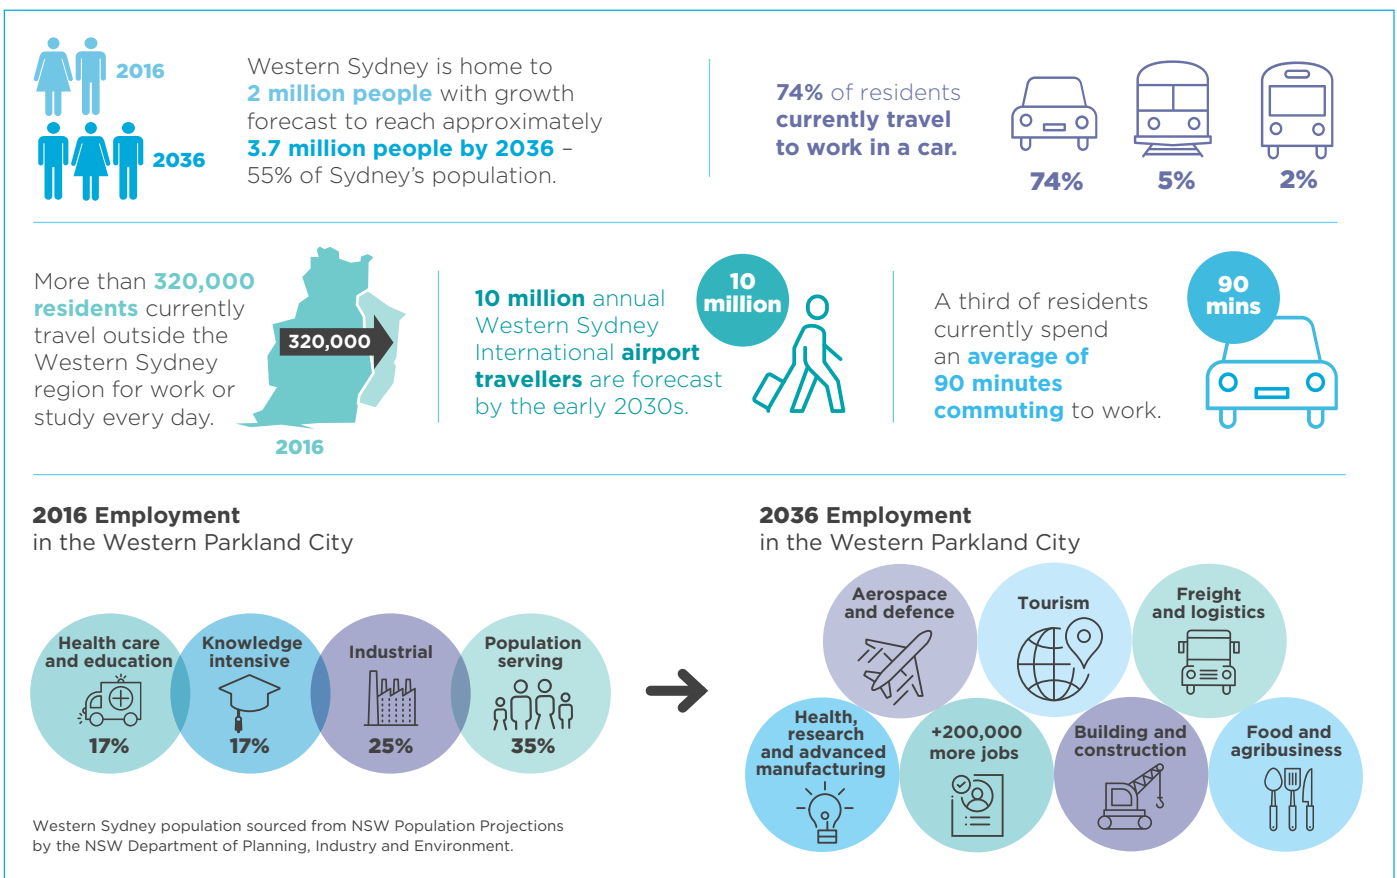 2016
2036
Western Sydney is home to
2 million people with growth
forecast to reach approximately
3.7 million people by 2036 –
55% of Sydney's population.
74% of residents
currently travel
to work in a car.
74%
5%
2%
More than 320,000
residents currently
travel outside the
Western Sydney
region for work or
study every day.
320,000
2016
10 million annual
Western Sydney
International airport
travellers are forecast
by the early 2030s.
10
million
A third of residents
currently spend
an average of
90 minutes
commuting to work.
90
mins
2016 Employment
in the Western Parkland City
Health care
and education
17%
Knowledge
intensive
17%
Industrial
25%
Population
serving
35%
2036 Employment
in the Western Parkland City
Aerospace
and defence
Tourism
Freight
and logistics
Health,
research
and advanced
manufacturing
+200,000
more jobs
Building and
construction
Food and
agribusiness
Western Sydney population sourced from NSW Population Projections
by the NSW Department of Planning, Industry and Environment.